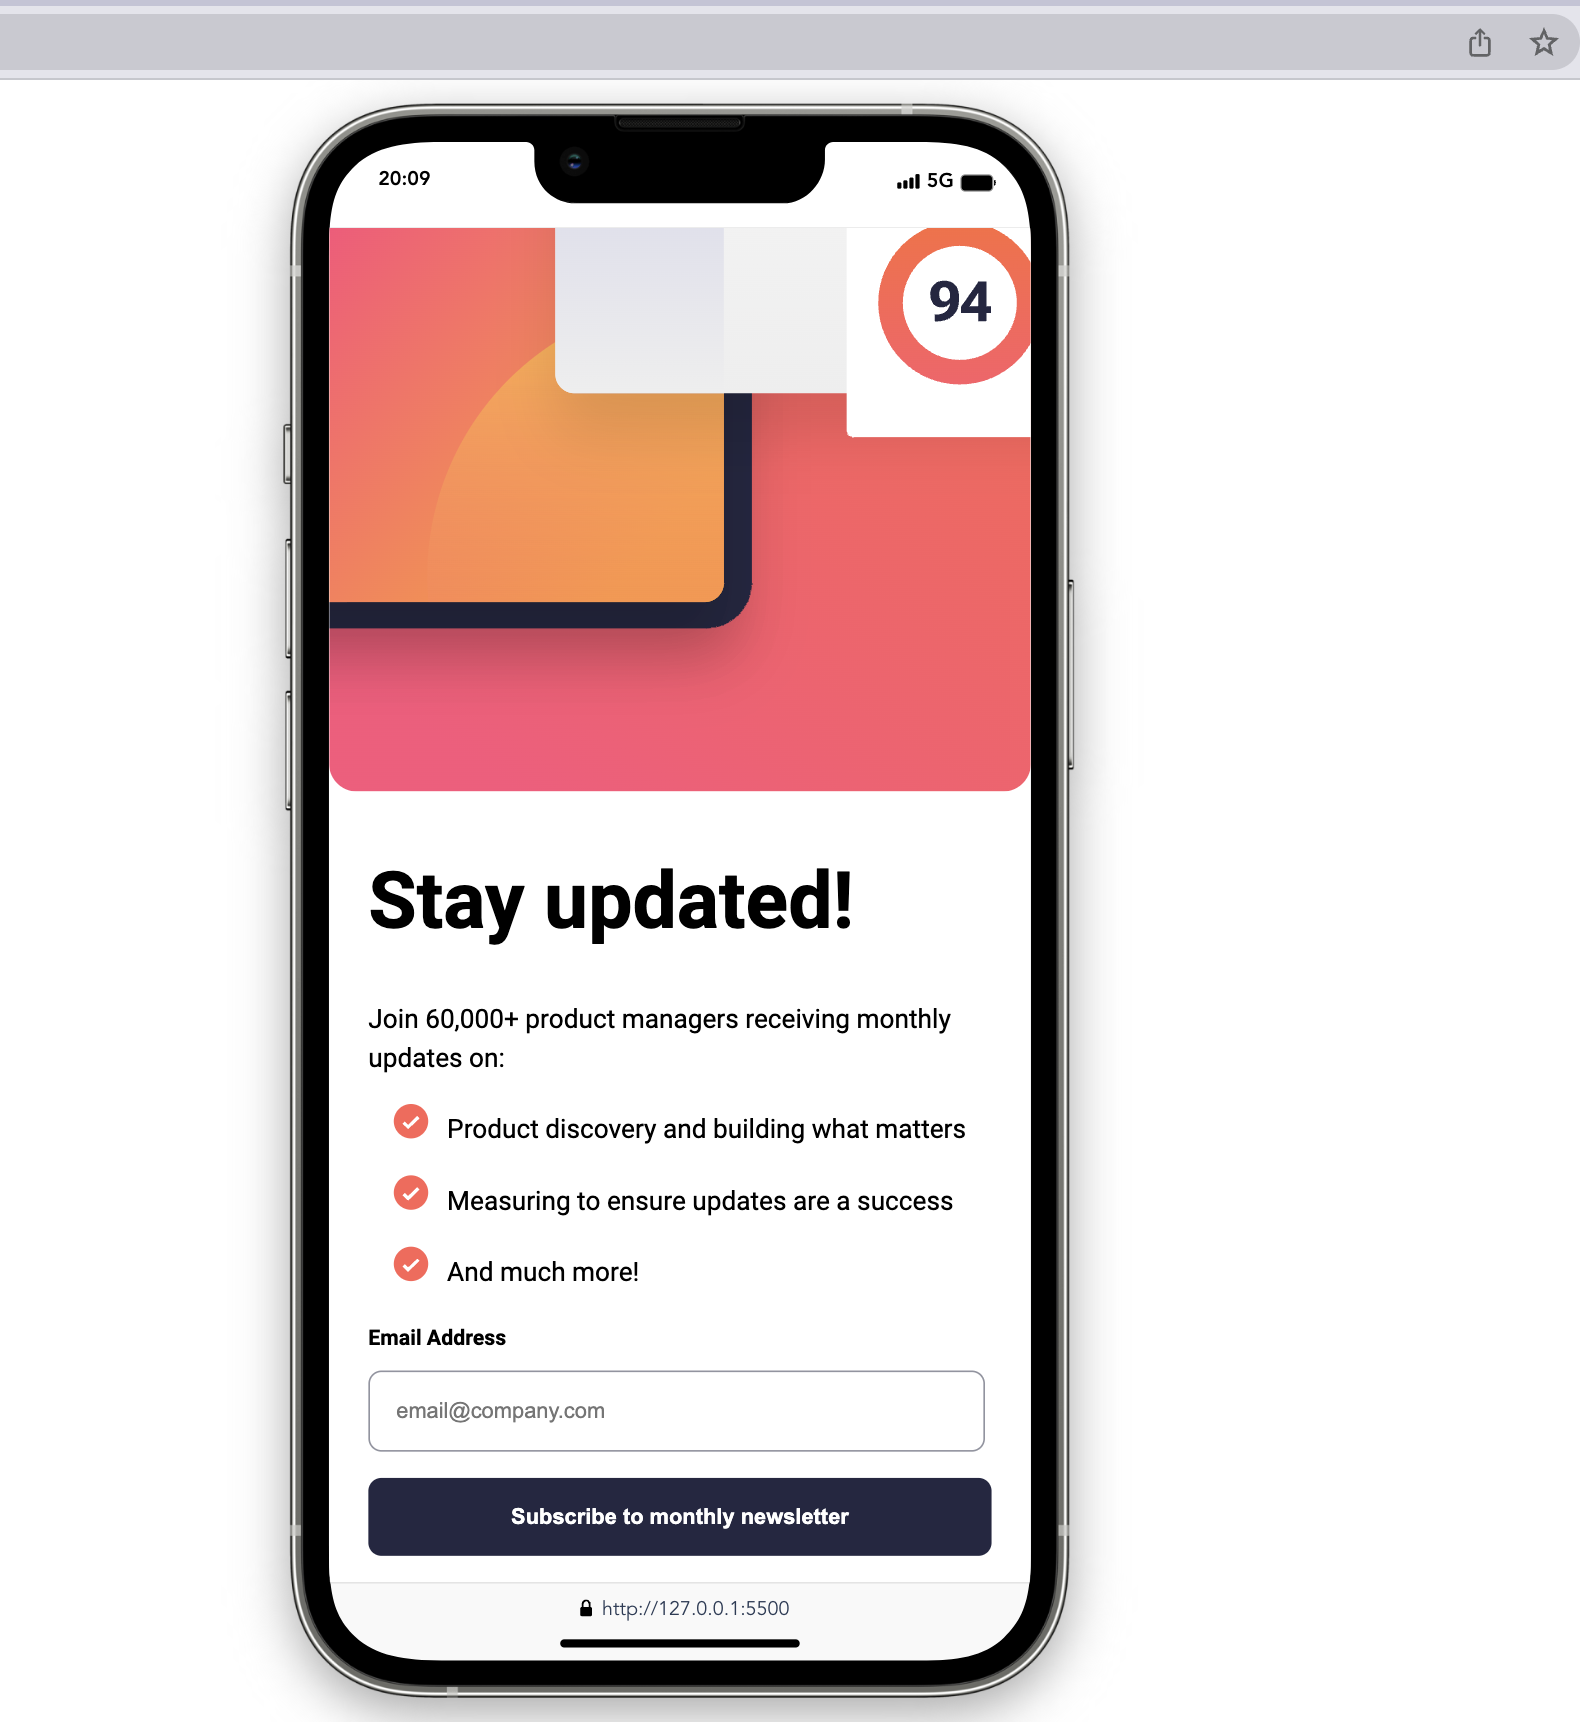 20:09
5G
94
Stay updated!
Join 60,000+ product managers receiving monthly
updates on:
Product discovery and building what matters
Measuring to ensure updates are a success
And much more!
Email Address
email@company.com
Subscribe to monthly newsletter
http://127.0.0.1:5500